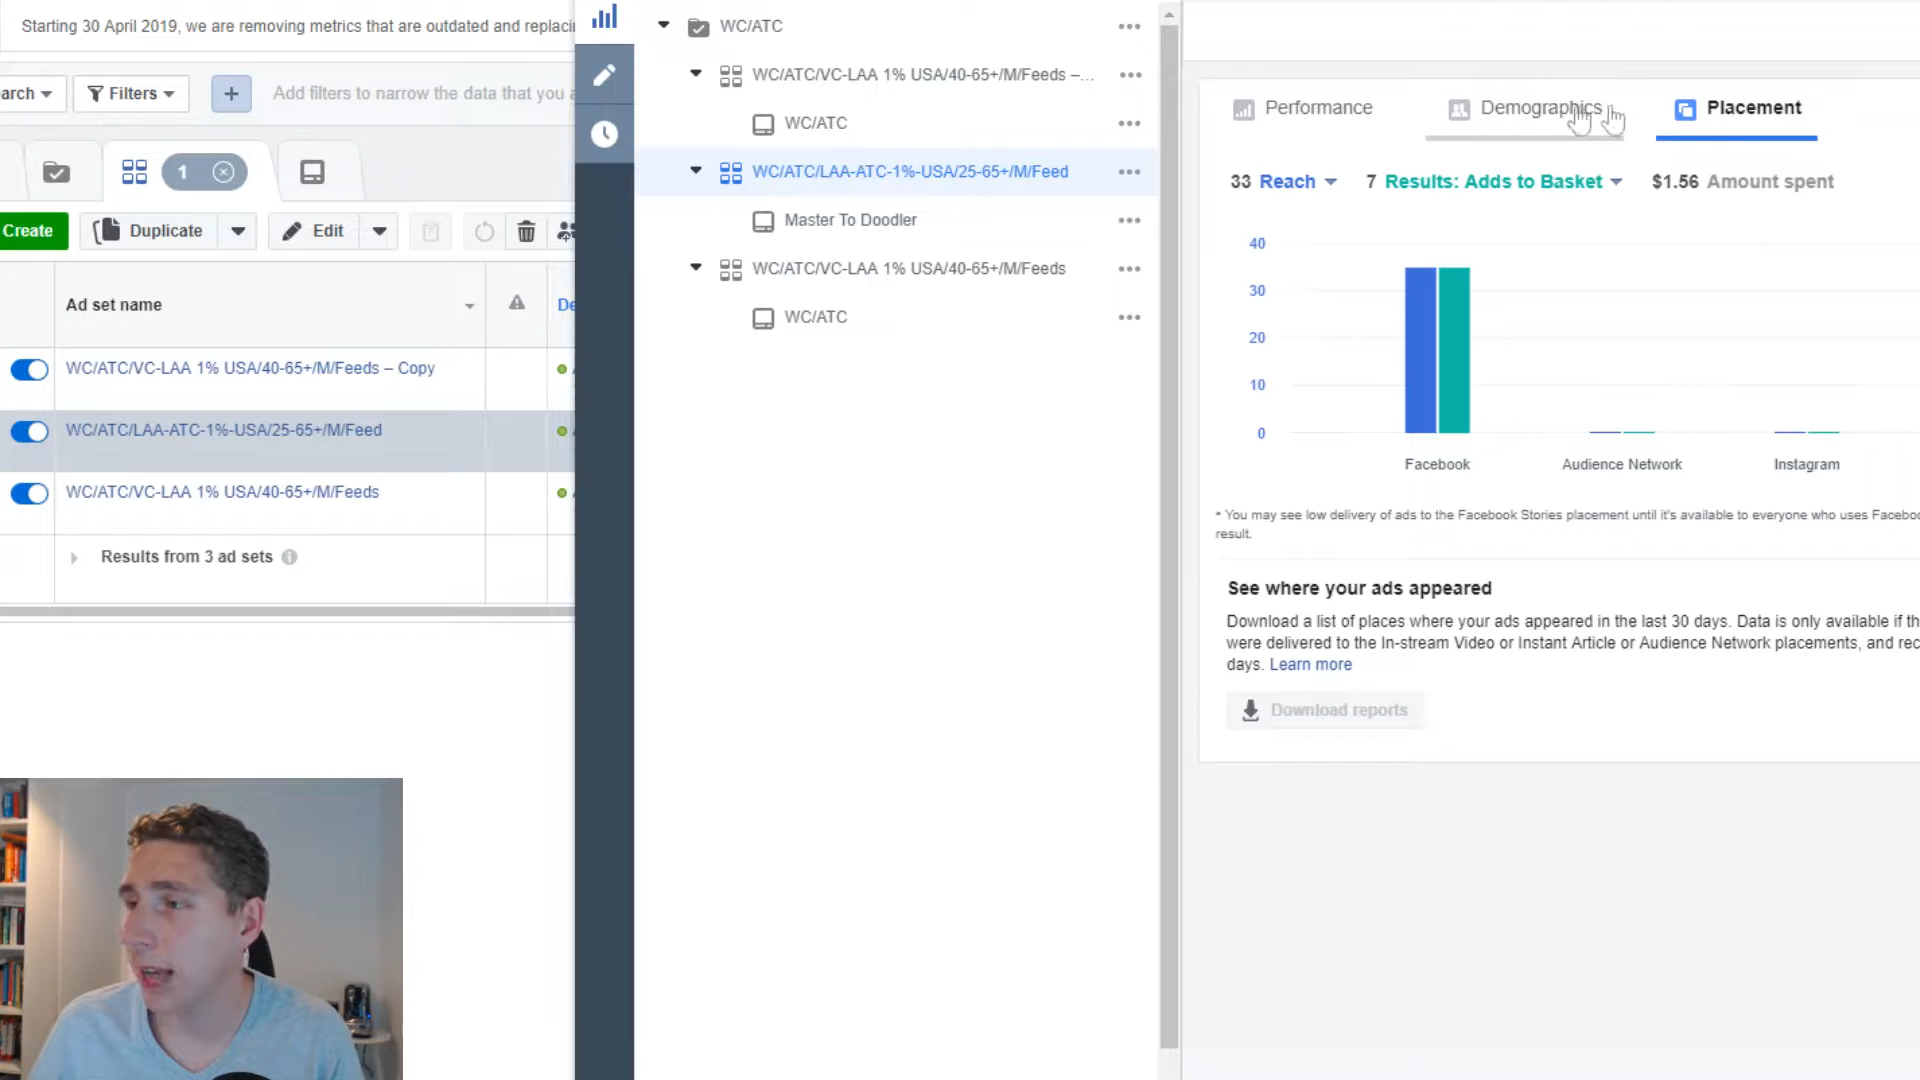 Starting 30 April 2019, we are removing metrics that are outdated and replaci
arch
Filters
Add filters to narrow the data that you a
1
Create
Duplicate
Edit
Ad set name
De
WC/ATC/VC-LAA 1% USA/40-65+/M/Feeds – Copy
WC/ATC/LAA-ATC-1%-USA/25-65+/M/Feed
WC/ATC/VC-LAA 1% USA/40-65+/M/Feeds
Results from 3 ad sets
WC/ATC
WC/ATC/VC-LAA 1% USA/40-65+/M/Feeds –...
WC/ATC
WC/ATC/LAA-ATC-1%-USA/25-65+/M/Feed
Master To Doodler
WC/ATC/VC-LAA 1% USA/40-65+/M/Feeds
WC/ATC
Performance
Demographics
Placement
33 Reach
7 Results: Adds to Basket
$1.56 Amount spent
40
30
20
10
0
Facebook
Audience Network
Instagram
* You may see low delivery of ads to the Facebook Stories placement until it's available to everyone who uses Faceboo
result.
See where your ads appeared
Download a list of places where your ads appeared in the last 30 days. Data is only available if th
were delivered to the In-stream Video or Instant Article or Audience Network placements, and rec
days. Learn more
Download reports